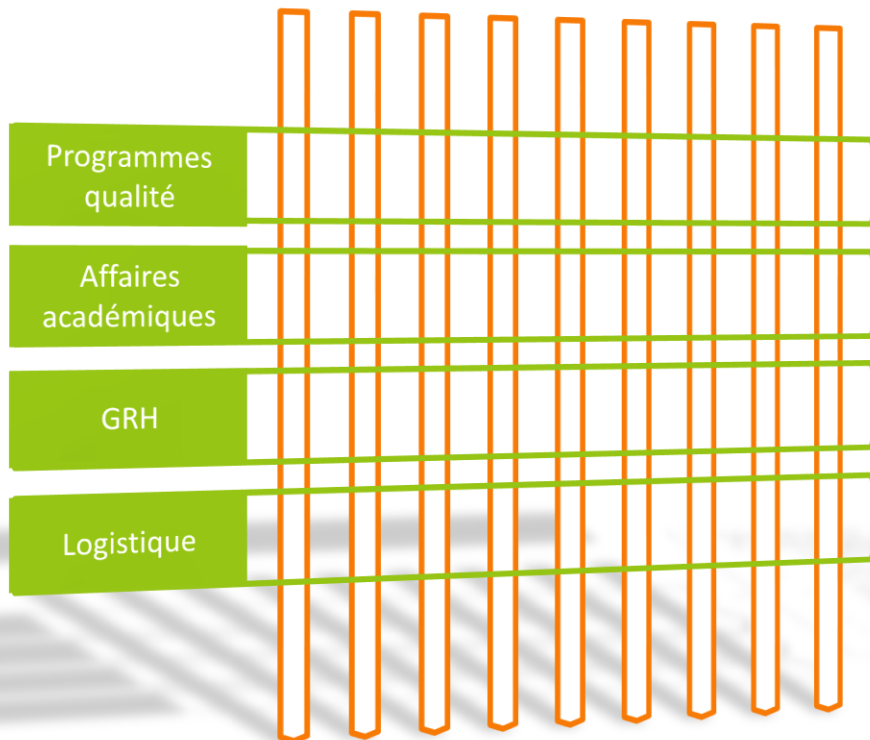 Programmes
qualité
Affaires
académiques
GRH
Logistique